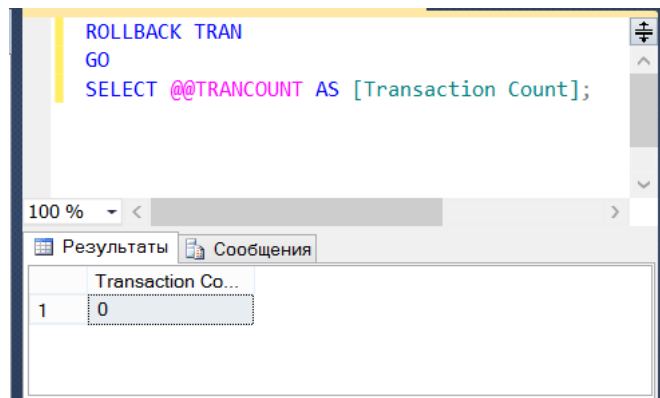 ROLLBACK TRAN
GO
SELECT @@TRANCOUNT AS [Transaction Count];
100 %
Результаты Сообщения
Transaction Co...
1 0